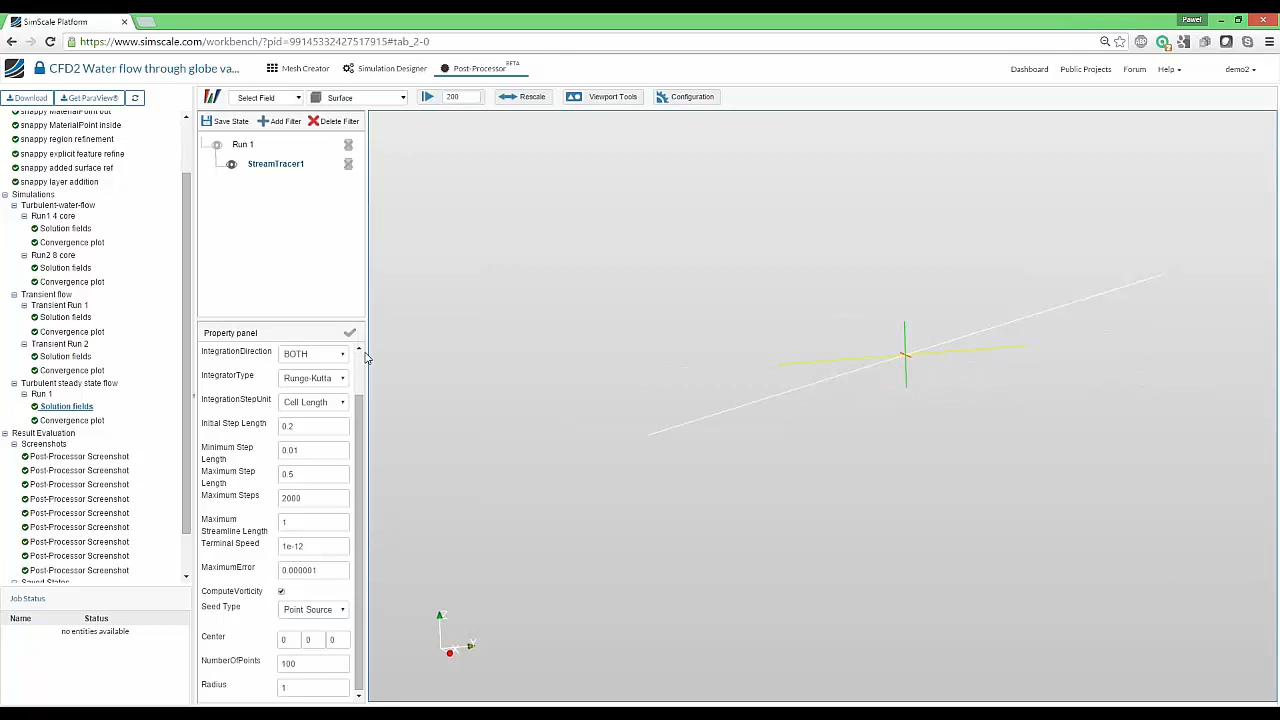 SimScale Platform
Pawel
https://www.simscale.com/workbench/?pid=99145332427517915#tab_2-0
CFD2 Water flow through globe va...
Mesh Creator
Simulation Designer
Post-Processor BETA
Dashboard
Public Projects
Forum
Help
demo2
Download
Get ParaView®
Select Field
Surface
200
Rescale
Viewport Tools
Configuration
snappy MaterialPoint out
snappy MaterialPoint inside
snappy region refinement
snappy explicit feature refine
snappy added surface ref
snappy layer addition
Simulations
Turbulent-water-flow
Run1 4 core
Solution fields
Convergence plot
Run2 8 core
Solution fields
Convergence plot
Transient flow
Transient Run 1
Solution fields
Convergence plot
Transient Run 2
Solution fields
Convergence plot
Turbulent steady state flow
Run 1
Solution fields
Convergence plot
Result Evaluation
Screenshots
Post-Processor Screenshot
Post-Processor Screenshot
Post-Processor Screenshot
Post-Processor Screenshot
Post-Processor Screenshot
Post-Processor Screenshot
Post-Processor Screenshot
Post-Processor Screenshot
Post-Processor Screenshot
Saved States
Job Status
Name Status
no entities available
Save State
Add Filter
Delete Filter
Run 1
StreamTracer1
Property panel
IntegrationDirection BOTH
IntegratorType Runge-Kutta
IntegrationStepUnit Cell Length
Initial Step Length 0.2
Minimum Step
Length 0.01
Maximum Step
Length 0.5
Maximum Steps 2000
Maximum
Streamline Length 1
Terminal Speed 1e-12
MaximumError 0.000001
ComputeVorticity
Seed Type Point Source
Center 0 0 0
NumberOfPoints 100
Radius 1